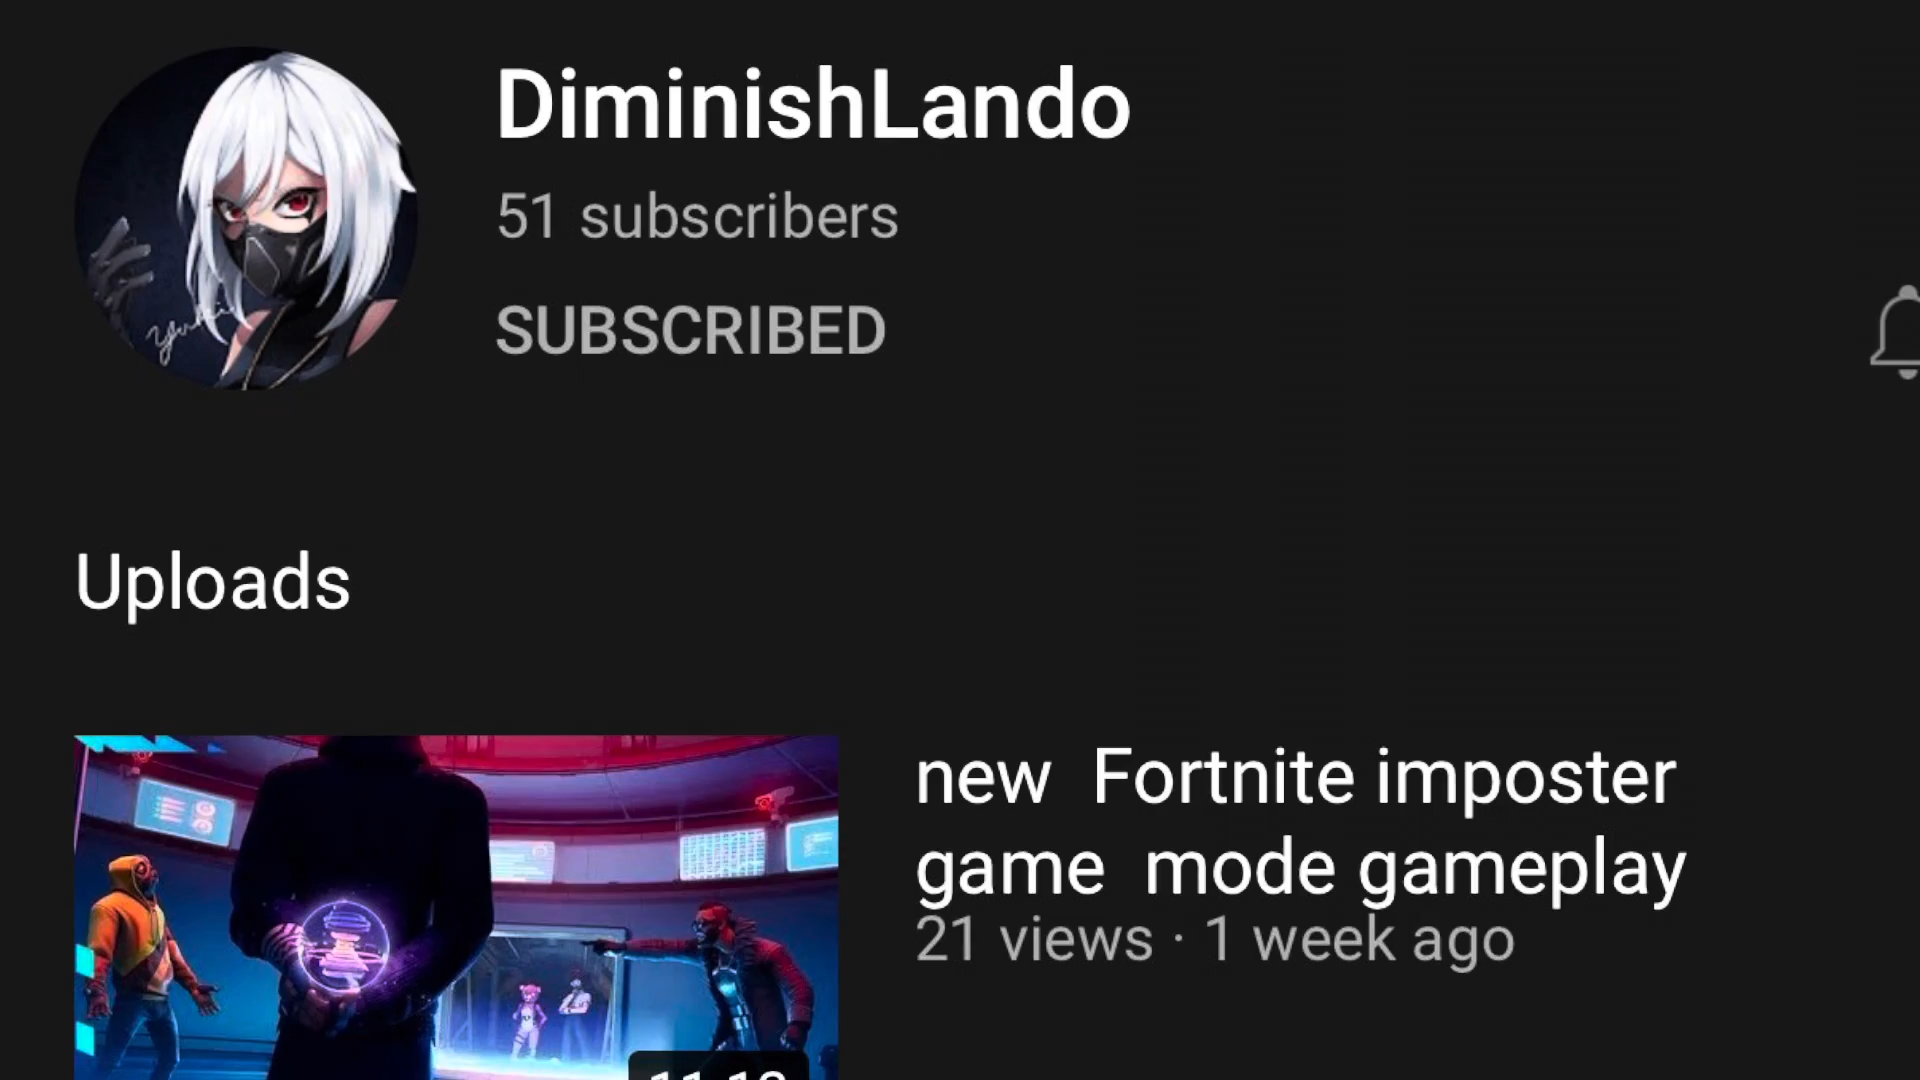 DiminishLando
51 subscribers
SUBSCRIBED
Uploads
new  Fortnite imposter
game  mode gameplay
21 views · 1 week ago